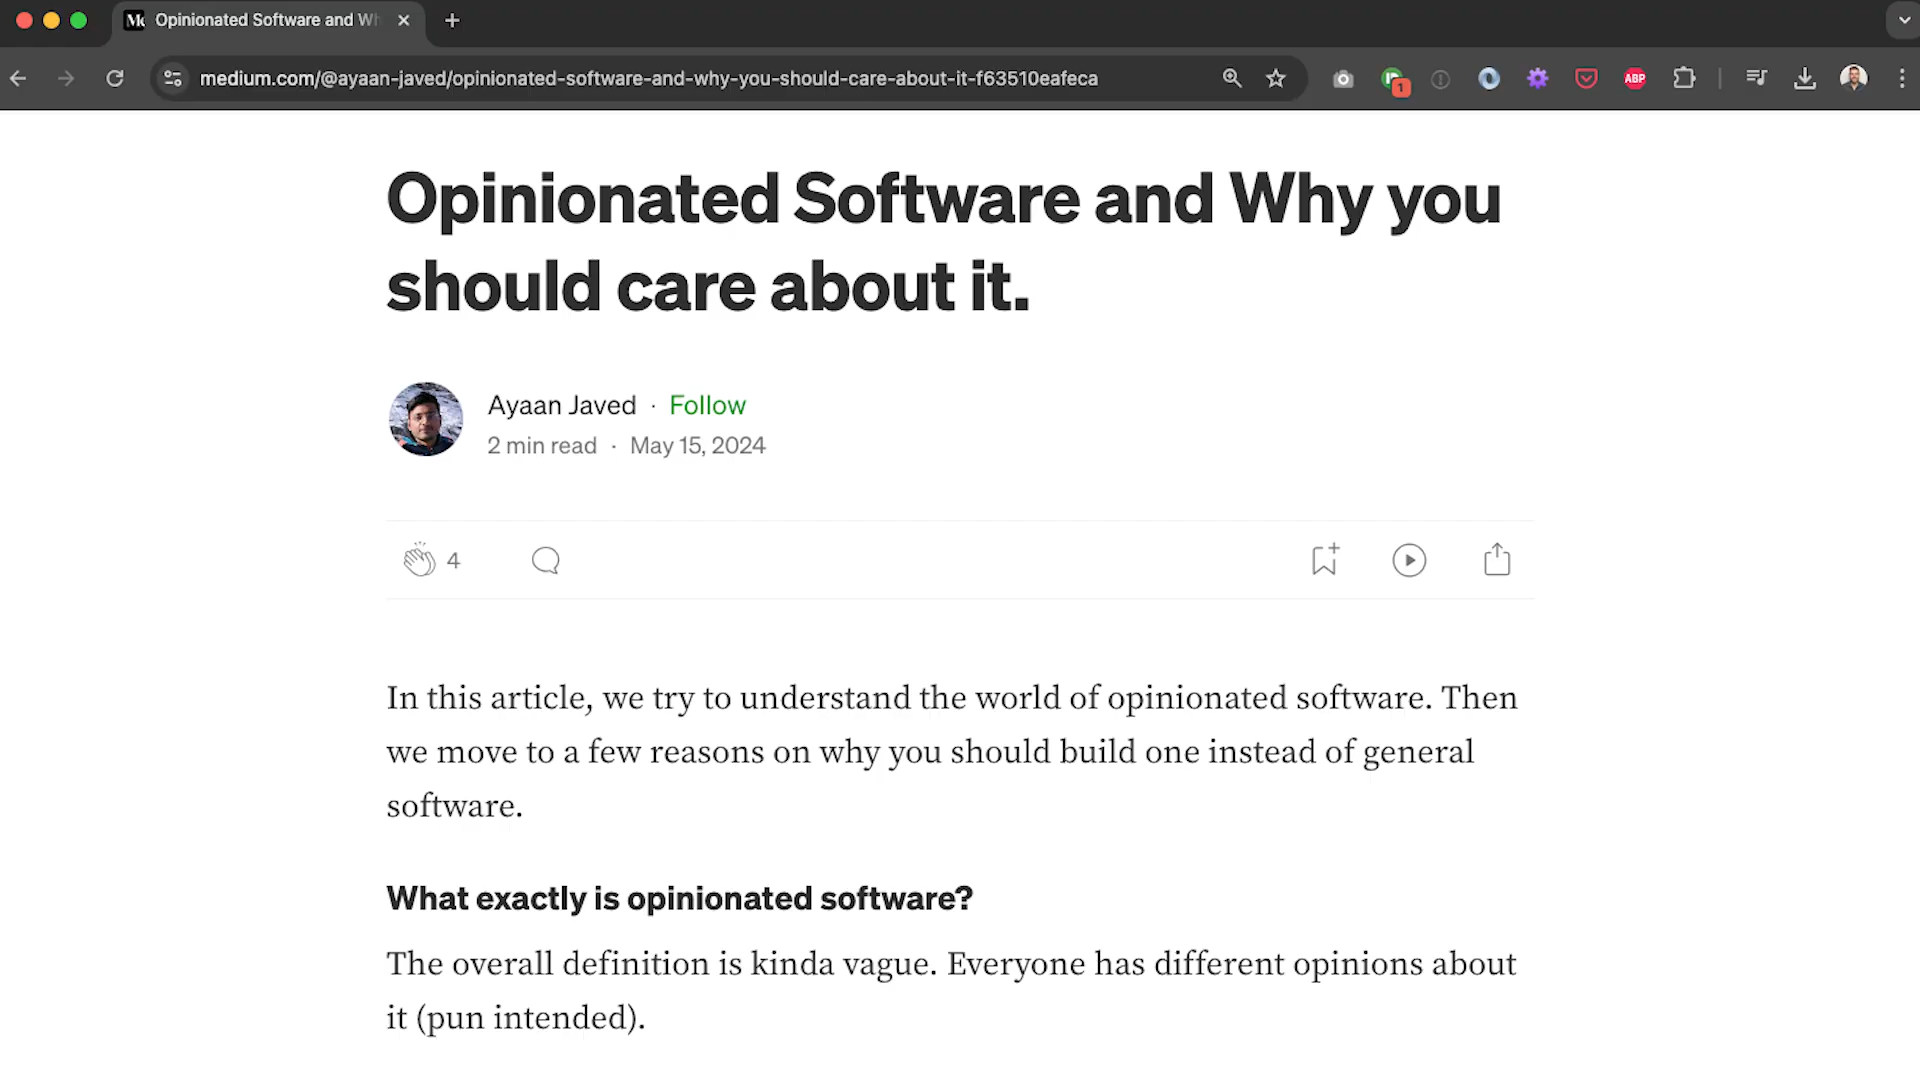 Opinionated Software and Wh
medium.com/@ayaan-javed/opinionated-software-and-why-you-should-care-about-it-f63510eafeca
1
ABP
Opinionated Software and Why you
should care about it.
Ayaan Javed · Follow
2 min read · May 15, 2024
4
In this article, we try to understand the world of opinionated software. Then
we move to a few reasons on why you should build one instead of general
software.
What exactly is opinionated software?
The overall definition is kinda vague. Everyone has different opinions about
it (pun intended).